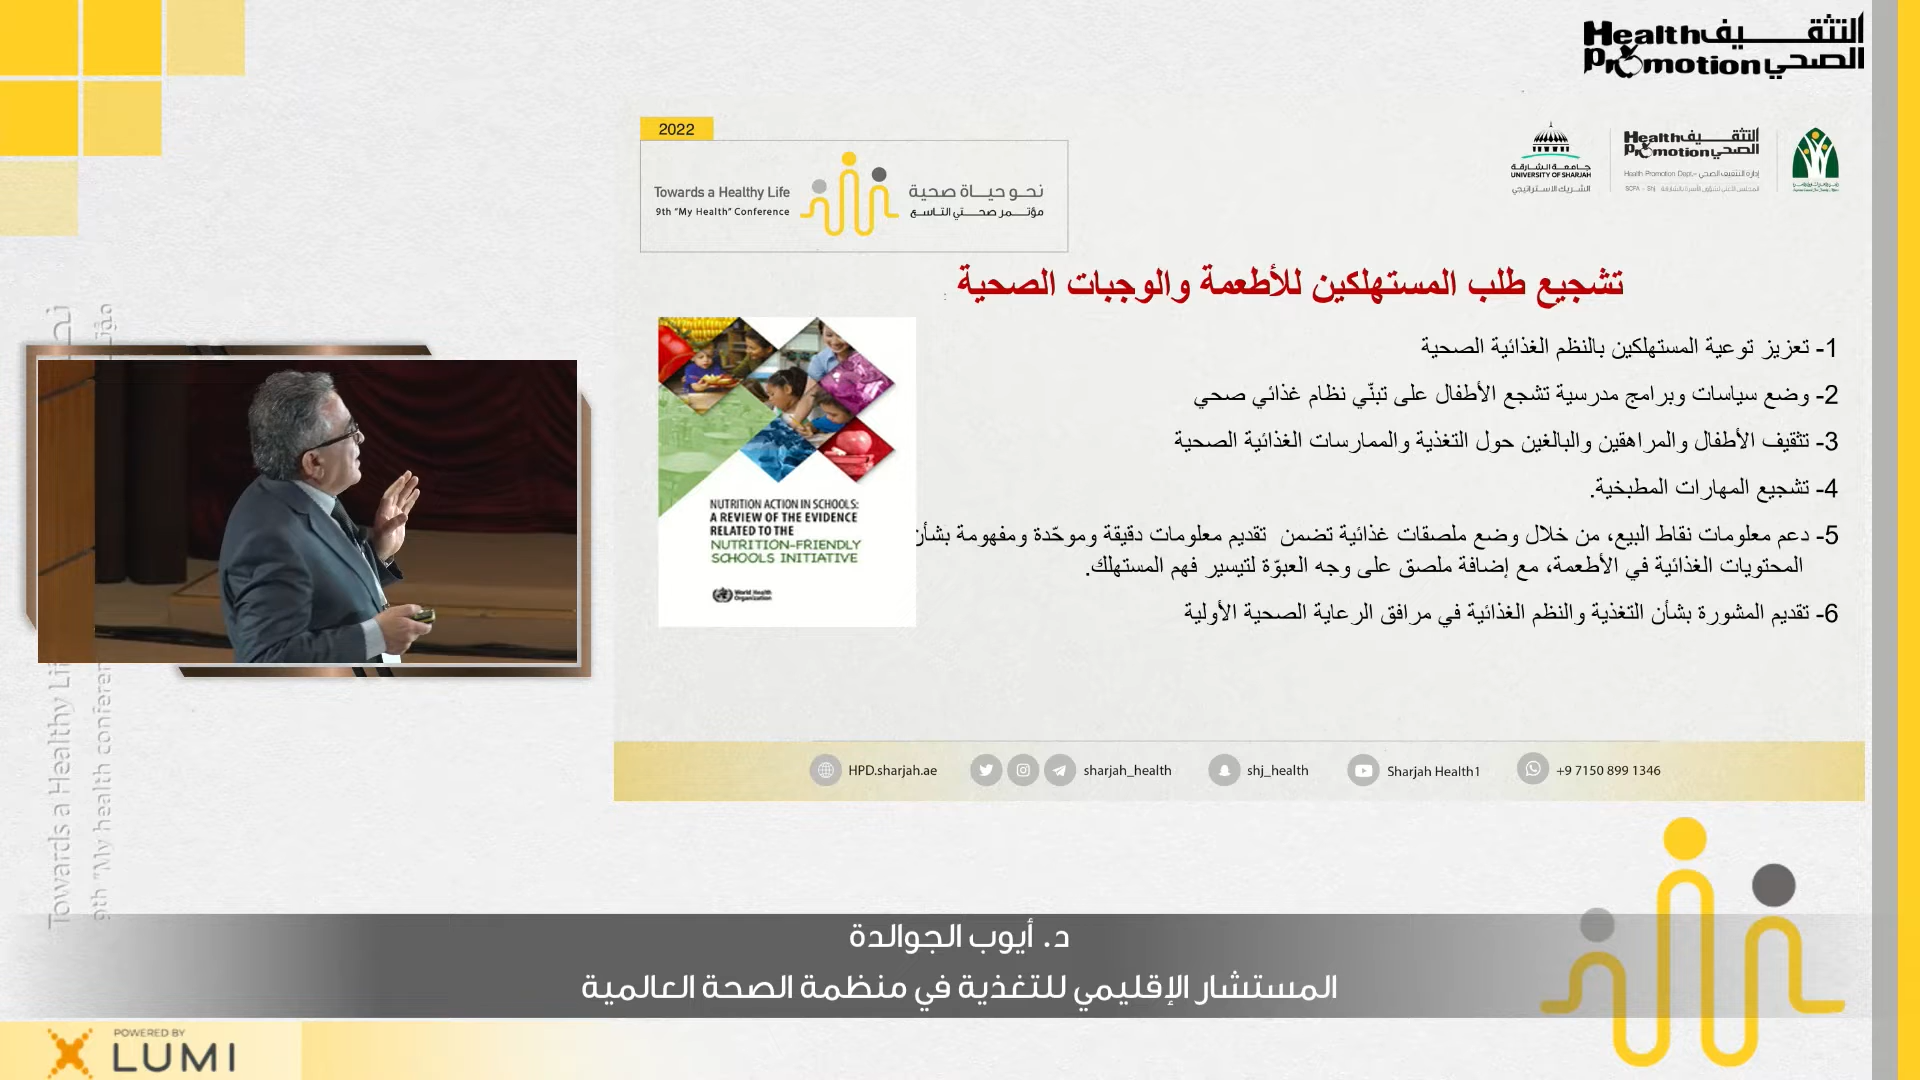 Health التثقيف
Promotion الصحي
2022
Towards a Healthy Life
9th "My Health" Conference
نحو حياة صحية
مؤتمر صحتي التاسع
جامعة الشارقة
UNIVERSITY OF SHARJAH
الشريك الاستراتيجي
Health التثقيف
Promotion الصحي
Health Promotion Dept. - إدارة التثقيف الصحي
تشجيع طلب المستهلكين للأطعمة والوجبات الصحية :
1- تعزيز توعية المستهلكين بالنظم الغذائية الصحية
2- وضع سياسات وبرامج مدرسية تشجع الأطفال على تبنّي نظام غذائي صحي
3- تثقيف الأطفال والمراهقين والبالغين حول التغذية والممارسات الغذائية الصحية
4- تشجيع المهارات المطبخية.
5- دعم معلومات نقاط البيع، من خلال وضع ملصقات غذائية تضمن تقديم معلومات دقيقة وموحّدة ومفهومة بشأن
المحتويات الغذائية في الأطعمة، مع إضافة ملصق على وجه العبوّة لتيسير فهم المستهلك.
6- تقديم المشورة بشأن التغذية والنظم الغذائية في مرافق الرعاية الصحية الأولية
NUTRITION ACTION IN SCHOOLS:
A REVIEW OF THE EVIDENCE
RELATED TO THE
NUTRITION-FRIENDLY
SCHOOLS INITIATIVE
World Health
Organization
HPD.sharjah.ae
sharjah_health
shj_health
Sharjah Health1
+9 7150 899 1346
Towards a Healthy Li
9th "My health conferen
د. أيوب الجوالدة
المستشار الإقليمي للتغذية في منظمة الصحة العالمية
POWERED BY
LUMI